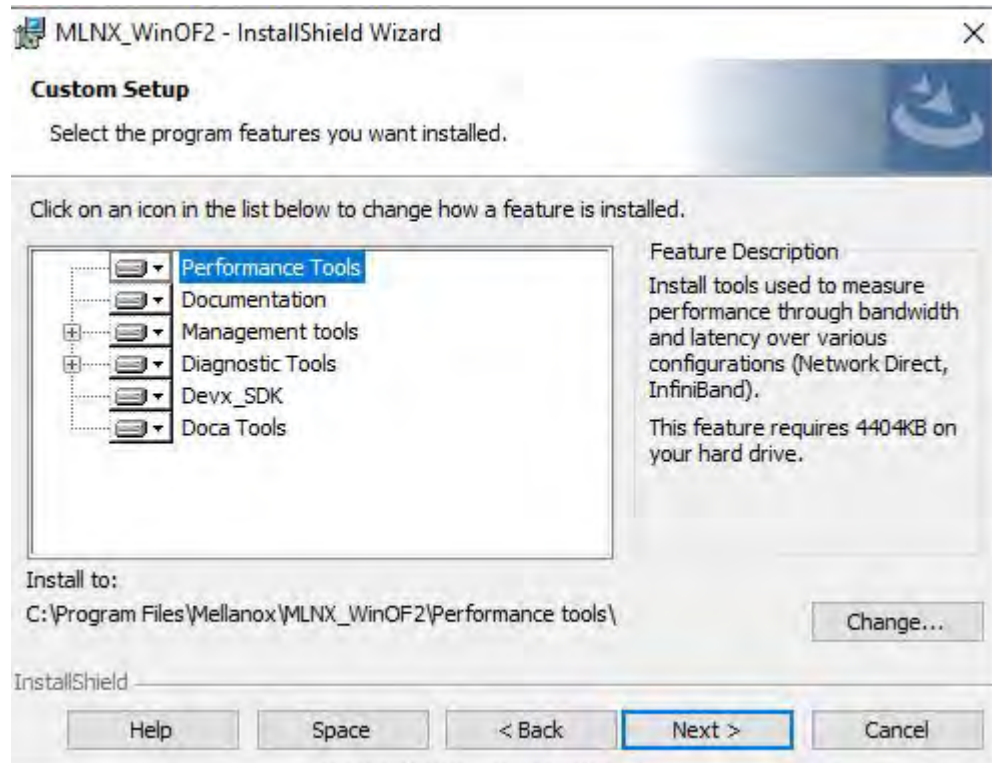 MLNX_WinOF2 - InstallShield Wizard
Custom Setup
Select the program features you want installed.
Click on an icon in the list below to change how a feature is installed.
Performance Tools
Documentation
Management tools
Diagnostic Tools
Devx_SDK
Doca Tools
Feature Description
Install tools used to measure
performance through bandwidth
and latency over various
configurations (Network Direct,
InfiniBand).
This feature requires 4404KB on
your hard drive.
Install to:
C:\Program Files\Mellanox\MLNX_WinOF2\Performance tools\
Change...
InstallShield
Help
Space
< Back
Next >
Cancel